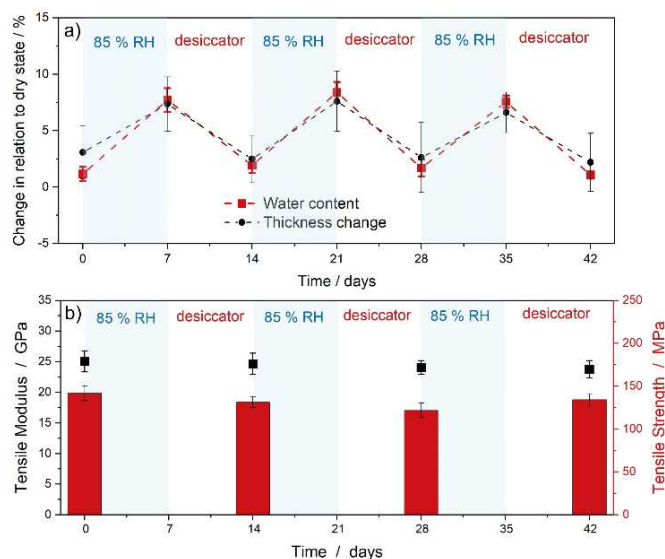 a)
85 % RH desiccator 85 % RH desiccator 85 % RH desiccator
Change in relation to dry state / %
15
10
5
0
-5
Water content
Thickness change
0 7 14 21 28 35 42
Time / days
b)
85 % RH desiccator 85 % RH desiccator 85 % RH desiccator
Tensile Modulus / GPa
35
30
25
20
15
10
5
0
Tensile Strength / MPa
250
200
150
100
50
0
0 7 14 21 28 35 42
Time / days